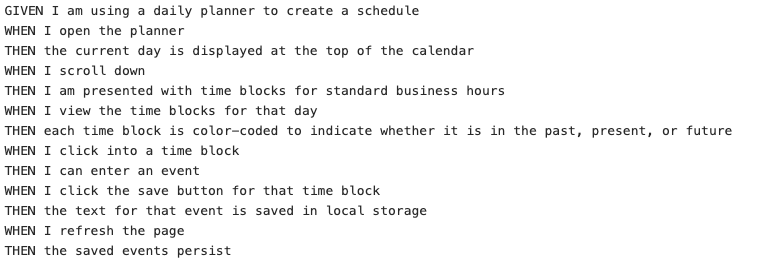 GIVEN I am using a daily planner to create a schedule
WHEN I open the planner
THEN the current day is displayed at the top of the calendar
WHEN I scroll down
THEN I am presented with time blocks for standard business hours
WHEN I view the time blocks for that day
THEN each time block is color-coded to indicate whether it is in the past, present, or future
WHEN I click into a time block
THEN I can enter an event
WHEN I click the save button for that time block
THEN the text for that event is saved in local storage
WHEN I refresh the page
THEN the saved events persist